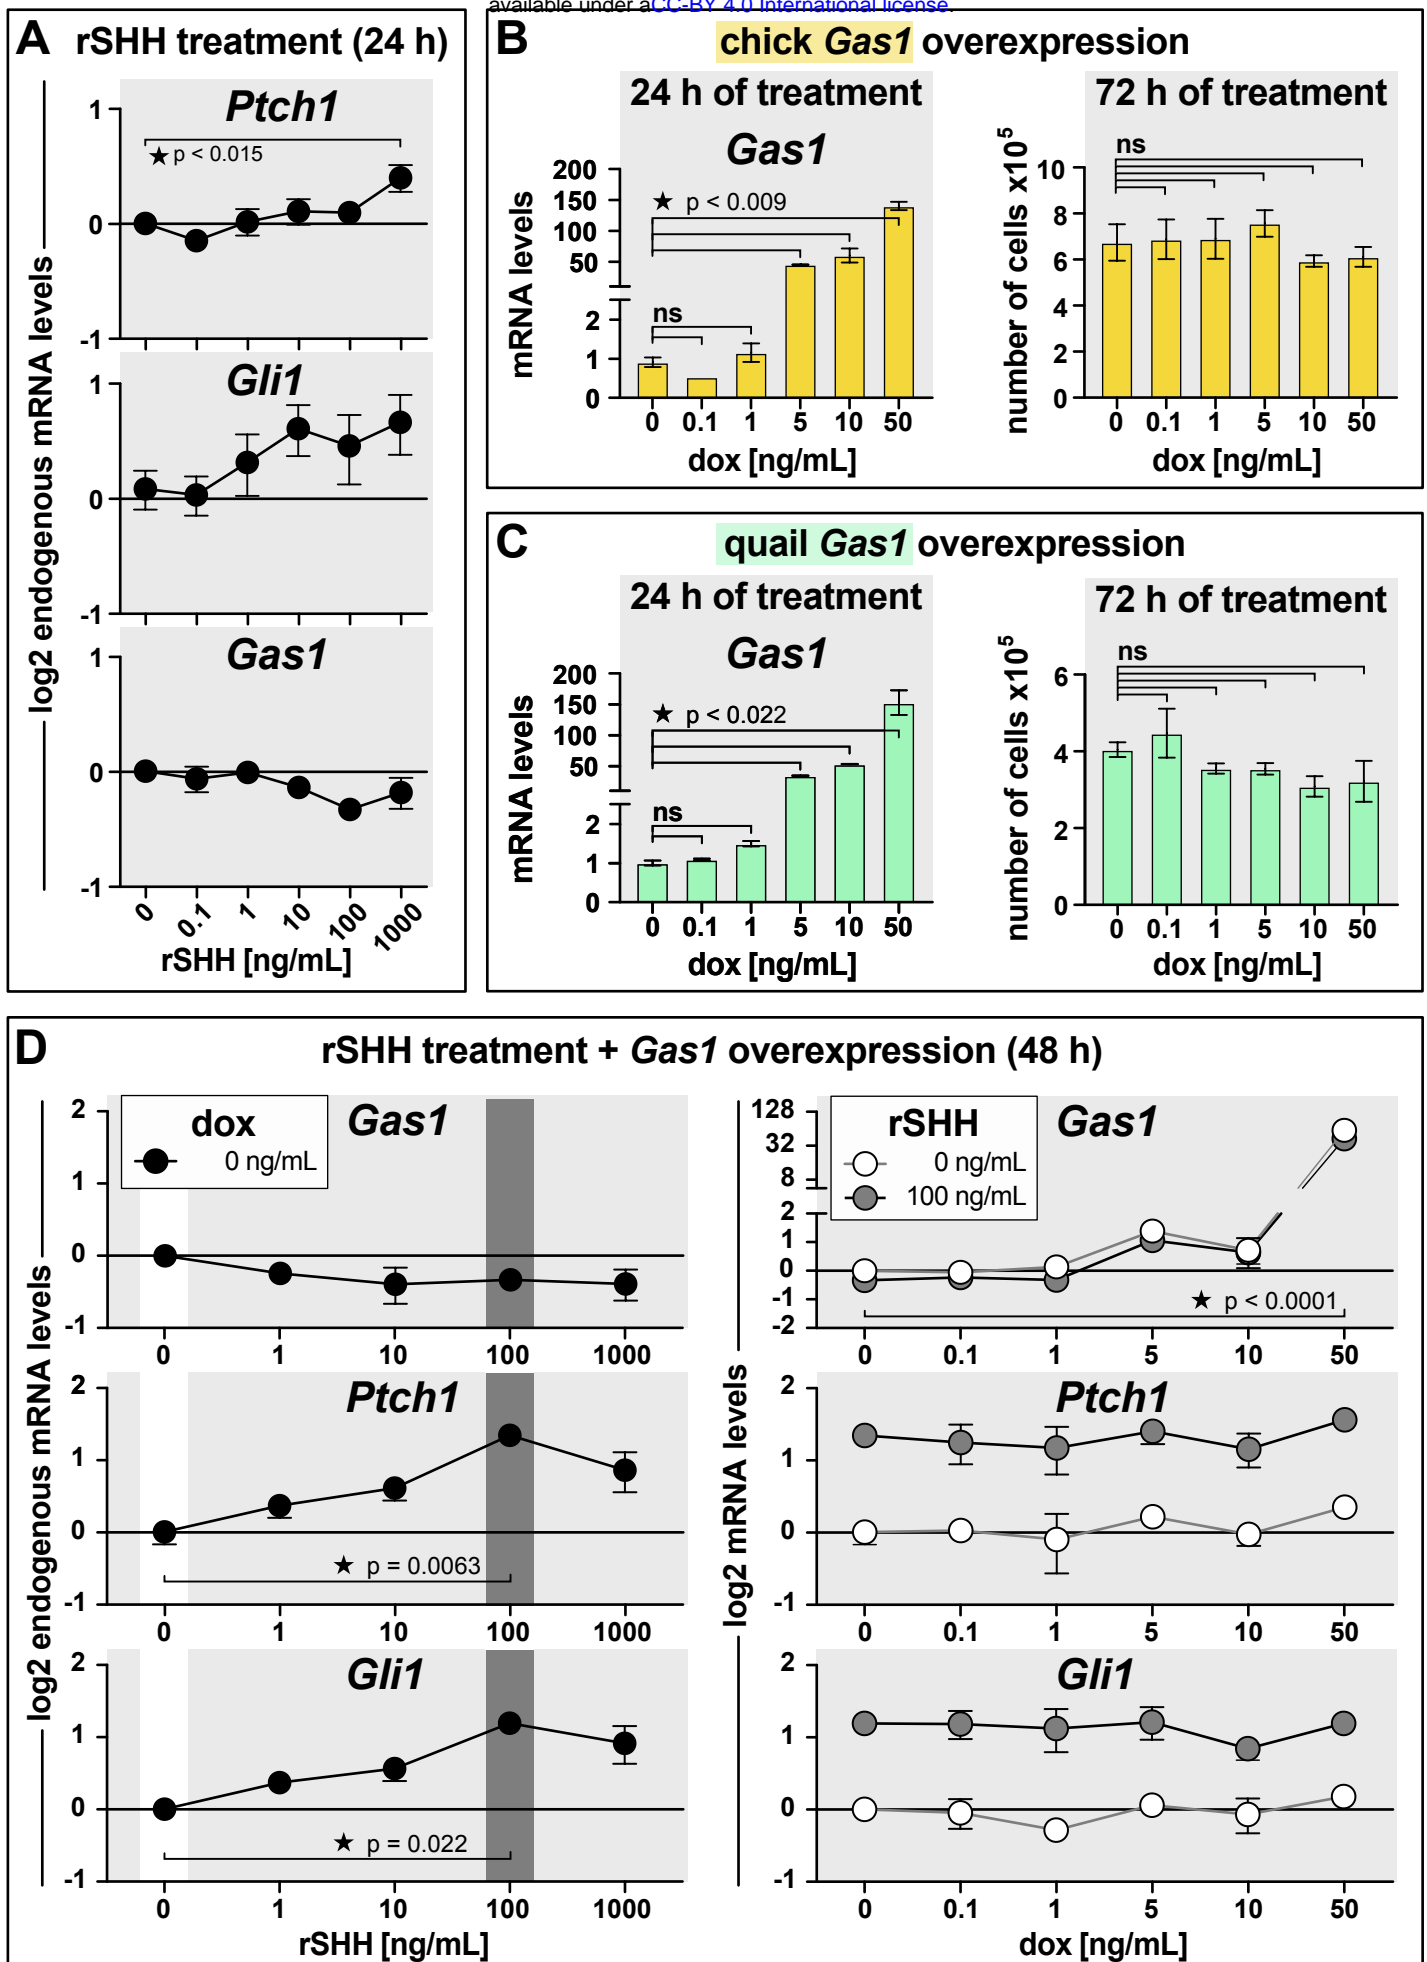 available under aCC-BY 4.0 International license.
A rSHH treatment (24 h)
log2 endogenous mRNA levels
Ptch1
★ p < 0.015
1
0
-1
Gli1
1
0
-1
Gas1
1
0
-1
0 0.1 1 10 100 1000
rSHH [ng/mL]
B chick Gas1 overexpression
24 h of treatment
Gas1
mRNA levels
200
150
100
50
2
1
0
★ p < 0.009
ns
0 0.1 1 5 10 50
dox [ng/mL]
72 h of treatment
number of cells x10⁵
ns
10
8
6
4
2
0
0 0.1 1 5 10 50
dox [ng/mL]
C quail Gas1 overexpression
24 h of treatment
Gas1
mRNA levels
200
150
100
50
2
1
0
★ p < 0.022
ns
0 0.1 1 5 10 50
dox [ng/mL]
72 h of treatment
number of cells x10⁵
ns
6
4
2
0
0 0.1 1 5 10 50
dox [ng/mL]
D rSHH treatment + Gas1 overexpression (48 h)
log2 endogenous mRNA levels
dox
0 ng/mL
Gas1
2
1
0
-1
0 1 10 100 1000
Ptch1
2
1
0
-1
★ p = 0.0063
0 1 10 100 1000
Gli1
2
1
0
-1
★ p = 0.022
0 1 10 100 1000
rSHH [ng/mL]
log2 mRNA levels
rSHH
0 ng/mL
100 ng/mL
Gas1
128
32
8
2
1
0
-1
-2
★ p < 0.0001
0 0.1 1 5 10 50
Ptch1
2
1
0
-1
0 0.1 1 5 10 50
Gli1
2
1
0
-1
0 0.1 1 5 10 50
dox [ng/mL]